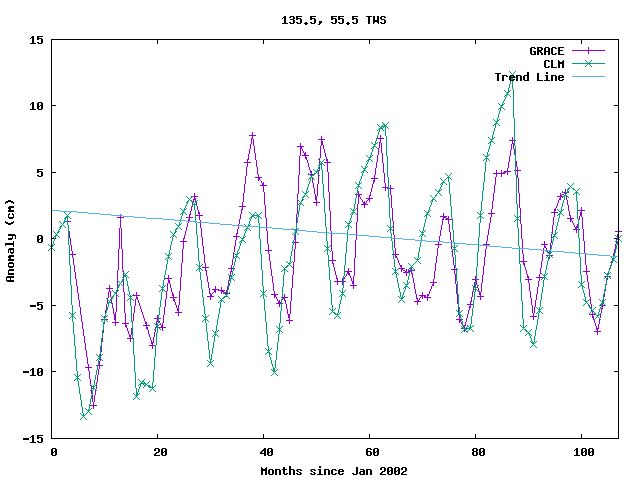 135.5, 55.5 TWS
GRACE
CLM
Trend Line
15
10
5
0
-5
-10
-15
Anomaly (cm)
0 20 40 60 80 100
Months since Jan 2002